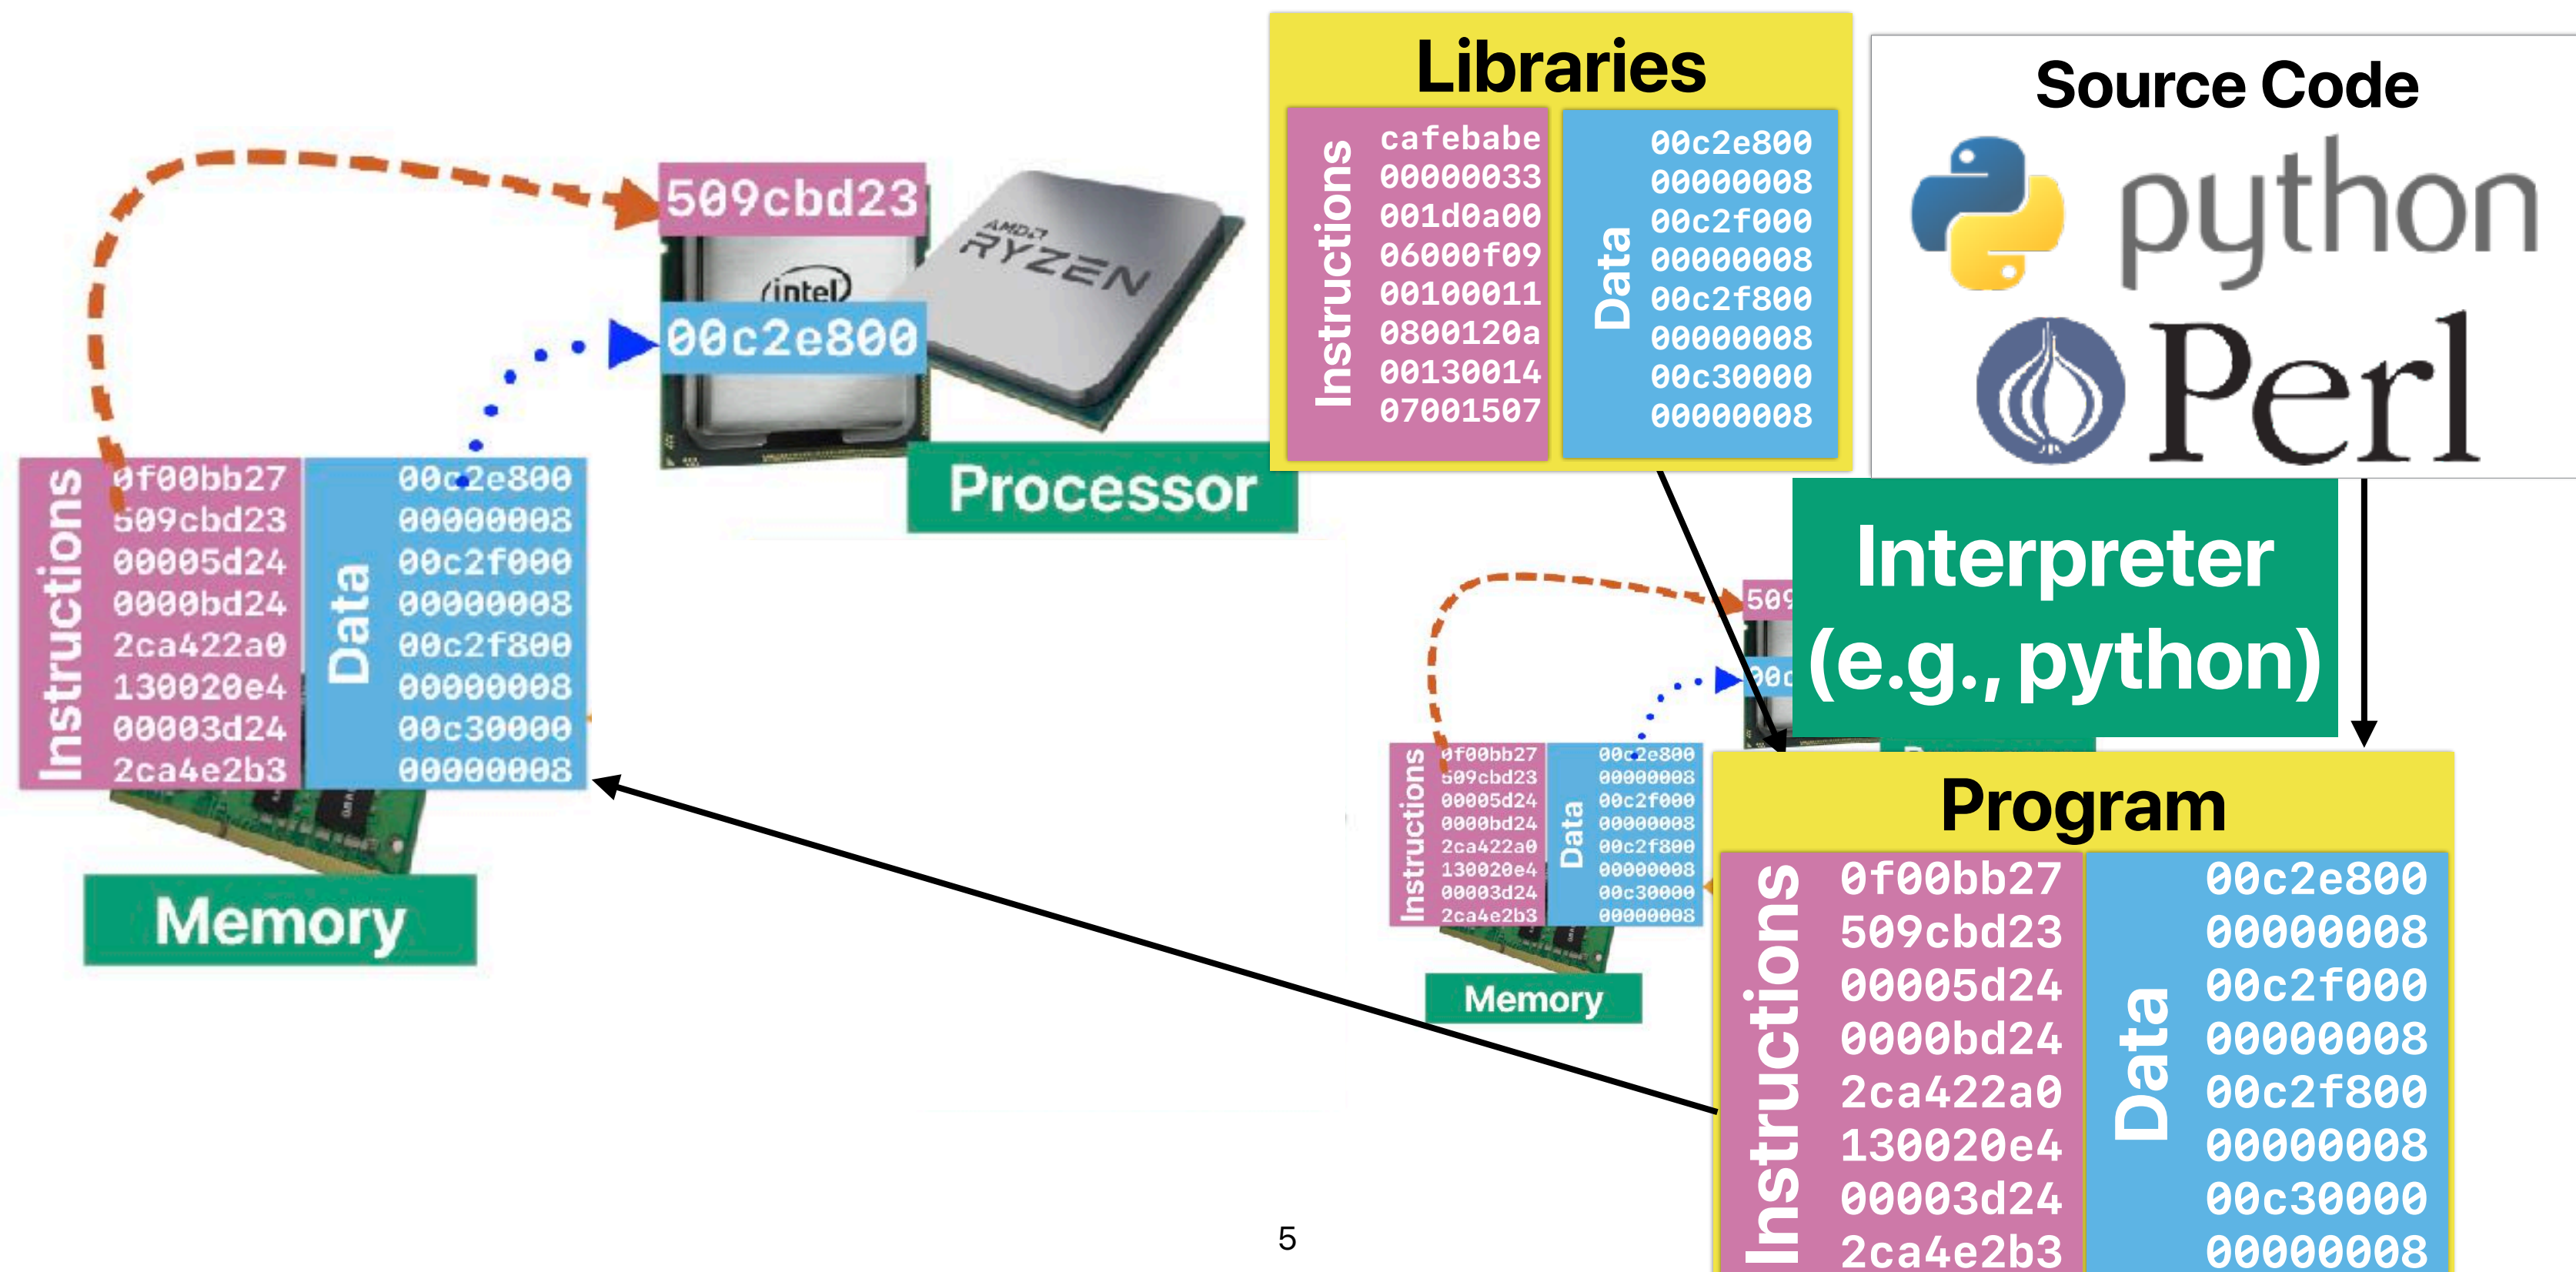 Libraries
Instructions
cafebabe
00000033
001d0a00
06000f09
00100011
0800120a
00130014
07001507
Data
00c2e800
00000008
00c2f000
00000008
00c2f800
00000008
00c30000
00000008
Source Code
python
Perl
509cbd23
intel
00c2e800
AMD
RYZEN
Processor
Instructions
0f00bb27
509cbd23
00005d24
0000bd24
2ca422a0
130020e4
00003d24
2ca4e2b3
Data
00c2e800
00000008
00c2f000
00000008
00c2f800
00000008
00c30000
00000008
Memory
Interpreter
(e.g., python)
509
00c
Instructions
0f00bb27
509cbd23
00005d24
0000bd24
2ca422a0
130020e4
00003d24
2ca4e2b3
Data
00c2e800
00000008
00c2f000
00000008
00c2f800
00000008
00c30000
00000008
Memory
Program
Instructions
0f00bb27
509cbd23
00005d24
0000bd24
2ca422a0
130020e4
00003d24
2ca4e2b3
Data
00c2e800
00000008
00c2f000
00000008
00c2f800
00000008
00c30000
00000008
5